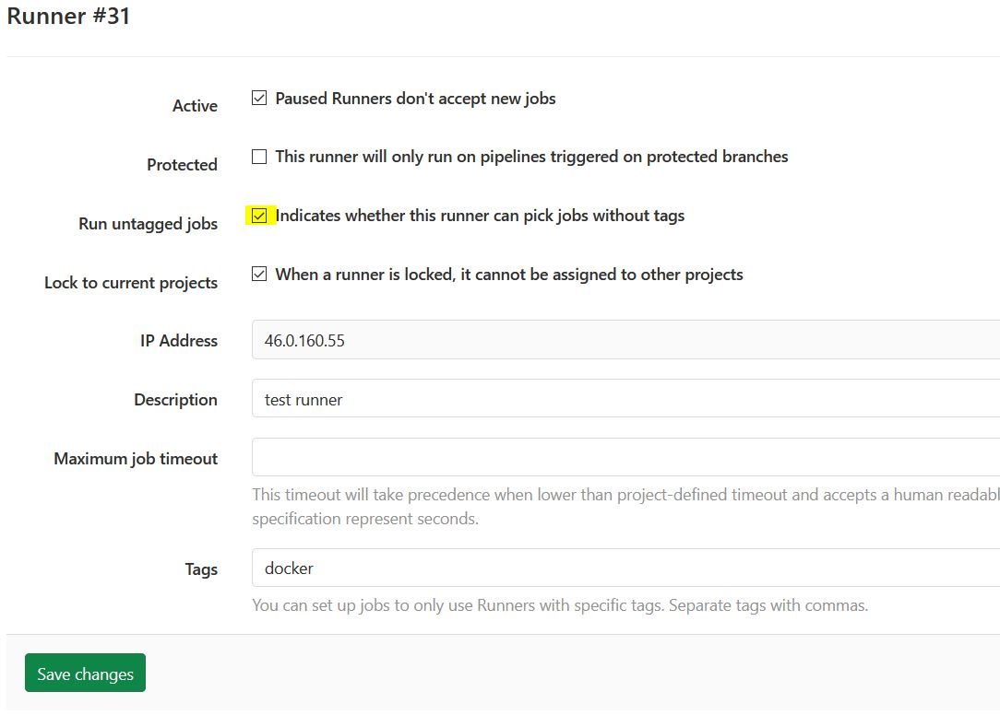 Runner #31
Active
Paused Runners don't accept new jobs
Protected
This runner will only run on pipelines triggered on protected branches
Run untagged jobs
Indicates whether this runner can pick jobs without tags
Lock to current projects
When a runner is locked, it cannot be assigned to other projects
IP Address
46.0.160.55
Description
test runner
Maximum job timeout
This timeout will take precedence when lower than project-defined timeout and accepts a human readabl
specification represent seconds.
Tags
docker
You can set up jobs to only use Runners with specific tags. Separate tags with commas.
Save changes